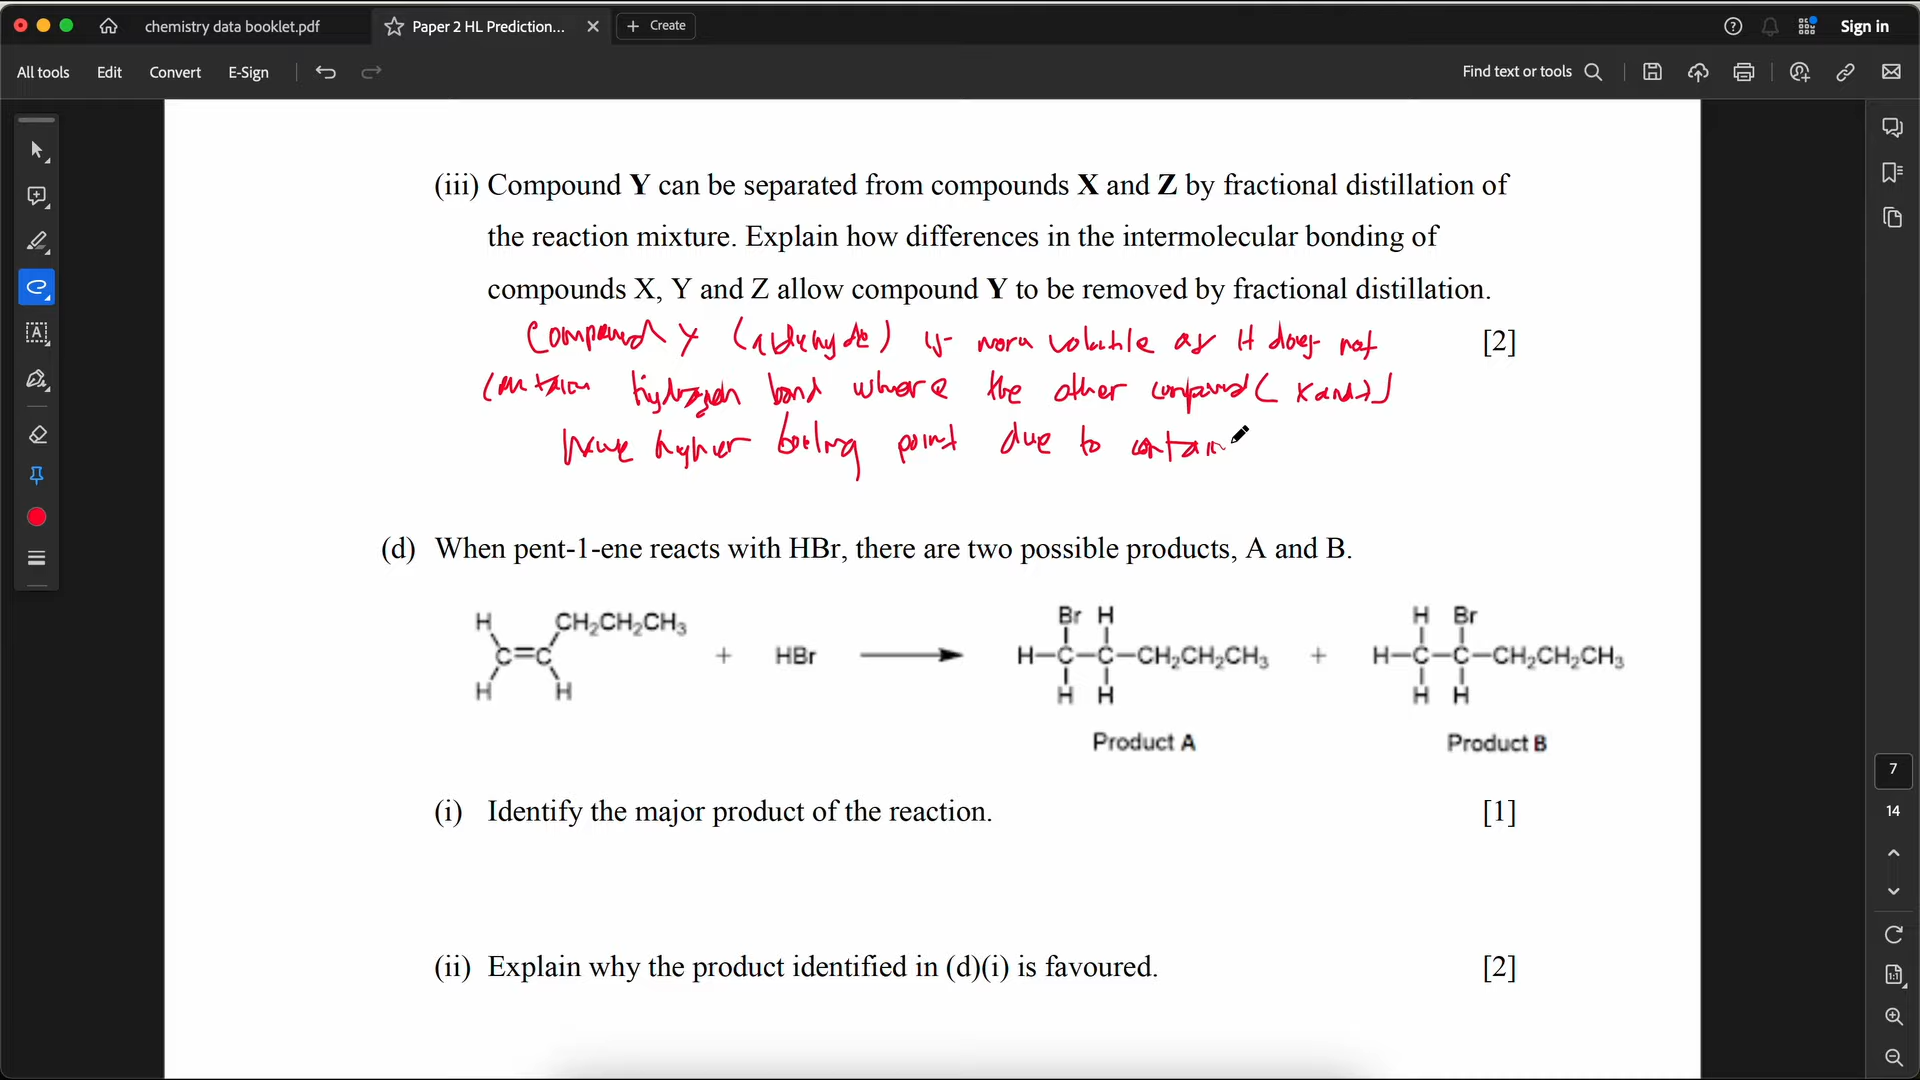 chemistry data booklet.pdf
Paper 2 HL Prediction...
Create
Sign in
All tools
Edit
Convert
E-Sign
Find text or tools
(iii) Compound Y can be separated from compounds X and Z by fractional distillation of
the reaction mixture. Explain how differences in the intermolecular bonding of
compounds X, Y and Z allow compound Y to be removed by fractional distillation.
[2]
Compound Y (aldehyde) is more volatile as it does not
contain hydrogen bond where the other compound (X and Z)
have higher boiling point due to contain
(d) When pent-1-ene reacts with HBr, there are two possible products, A and B.
H CH₂CH₂CH₃
C=C
H H
+ HBr
Br H
H-C-C-CH₂CH₂CH₃
H H
Product A
+
H Br
H-C-C-CH₂CH₂CH₃
H H
Product B
(i) Identify the major product of the reaction. [1]
(ii) Explain why the product identified in (d)(i) is favoured. [2]
7
14